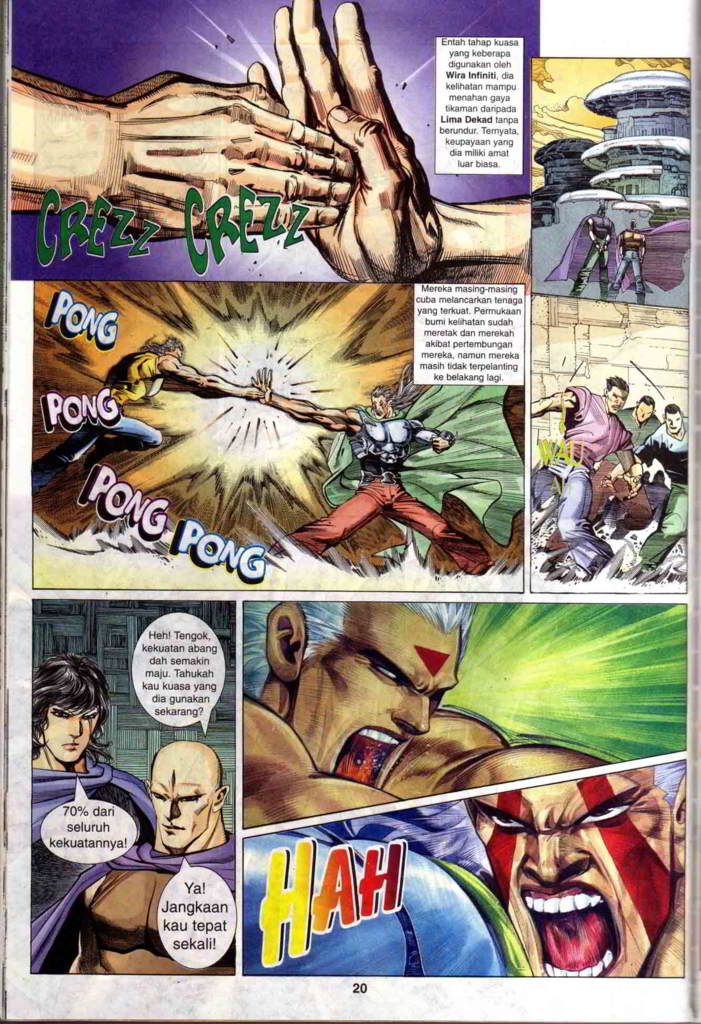 Entah tahap kuasa
yang keberapa
digunakan oleh
Wira Infiniti, dia
kelihatan mampu
menahan gaya
tikaman daripada
Lima Dekad tanpa
berundur. Ternyata,
keupayaan yang
dia miliki amat
luar biasa.
CREZZ CREZZ
Mereka masing-masing
cuba melancarkan tenaga
yang terkuat. Permukaan
bumi kelihatan sudah
meretak dan merekah
akibat pertembungan
mereka, namun mereka
masih tidak terpelanting
ke belakang lagi.
PONG
PONG
PONG
PONG
WAU
Heh! Tengok,
kekuatan abang
dah semakin
maju. Tahukah
kau kuasa yang
dia gunakan
sekarang?
70% dari
seluruh
kekuatannya!
Ya!
Jangkaan
kau tepat
sekali!
HAH
20